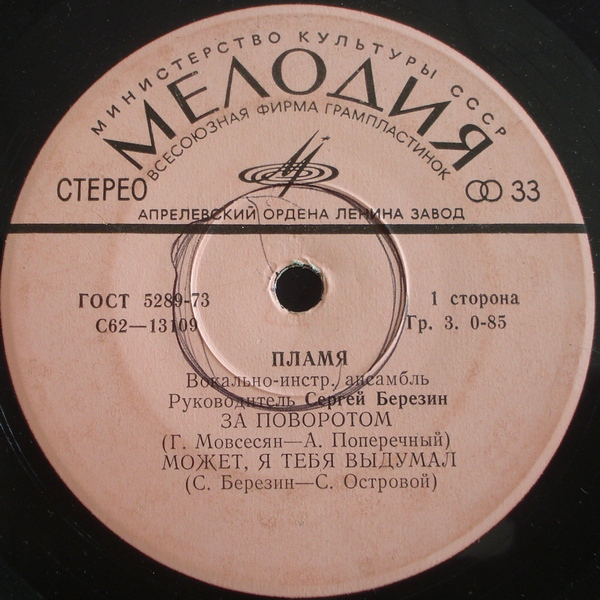 МИНИСТЕРСТВО КУЛЬТУРЫ СССР
МЕЛОДИЯ
ВСЕСОЮЗНАЯ ФИРМА ГРАМПЛАСТИНОК
СТЕРЕО 33
АПРЕЛЕВСКИЙ ОРДЕНА ЛЕНИНА ЗАВОД
ГОСТ 5289-73 1 сторона
С62—13109 Гр. 3. 0-85
ПЛАМЯ
Вокально-инстр. ансамбль
Руководитель Сергей Березин
ЗА ПОВОРОТОМ
(Г. Мовсесян—А. Поперечный)
МОЖЕТ, Я ТЕБЯ ВЫДУМАЛ
(С. Березин—С. Островой)